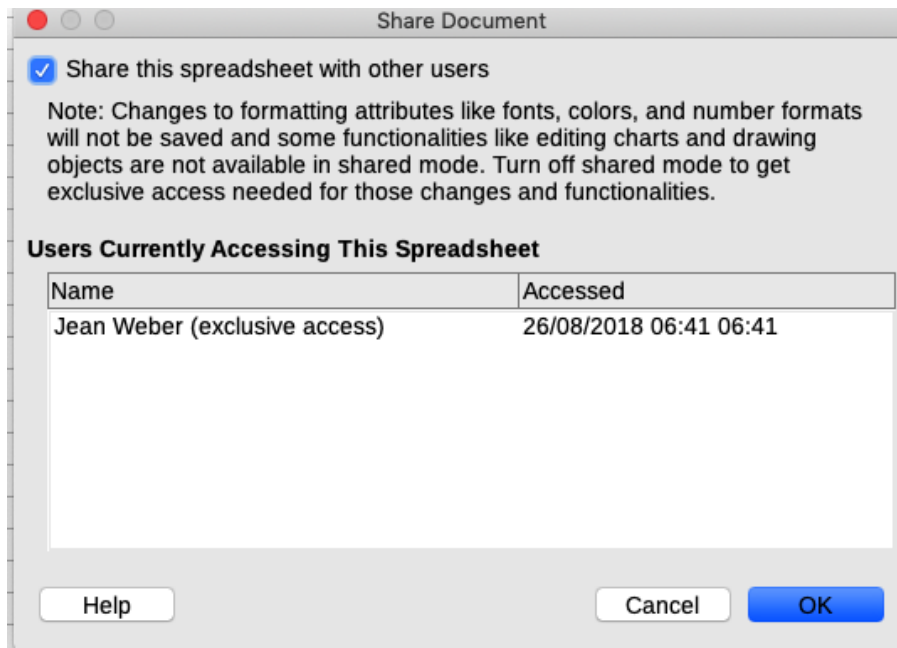 Share Document
Share this spreadsheet with other users
Note: Changes to formatting attributes like fonts, colors, and number formats
will not be saved and some functionalities like editing charts and drawing
objects are not available in shared mode. Turn off shared mode to get
exclusive access needed for those changes and functionalities.
Users Currently Accessing This Spreadsheet
Name Accessed
Jean Weber (exclusive access) 26/08/2018 06:41 06:41
Help Cancel OK